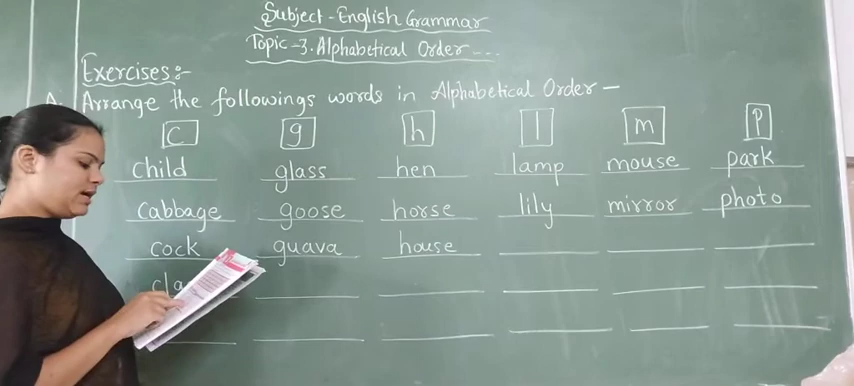 Subject - English Grammar
Topic - 3. Alphabetical Order ---
Exercises :-
A. Arrange the followings words in Alphabetical Order -
c g h l m p
child glass hen lamp mouse park
cabbage goose horse lily mirror photo
cock guava house